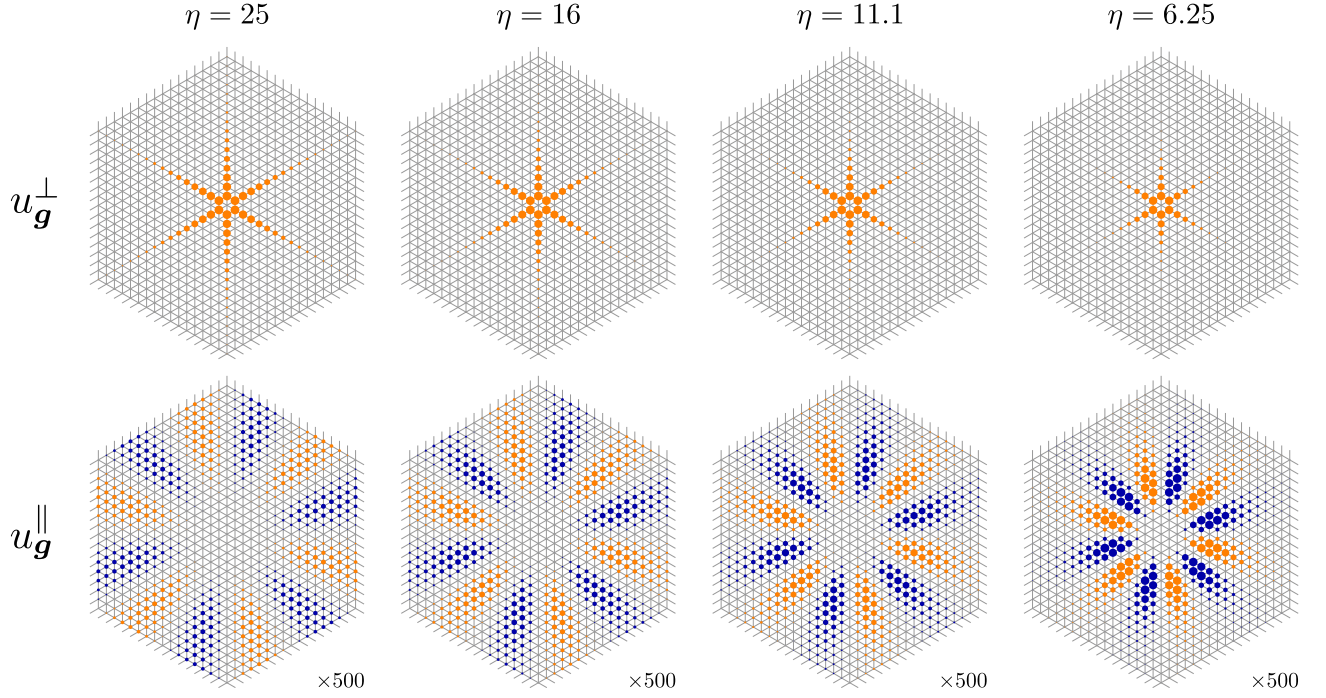 η = 25 η = 16 η = 11.1 η = 6.25
u_g^⊥
u_g^∥
×500 ×500 ×500 ×500